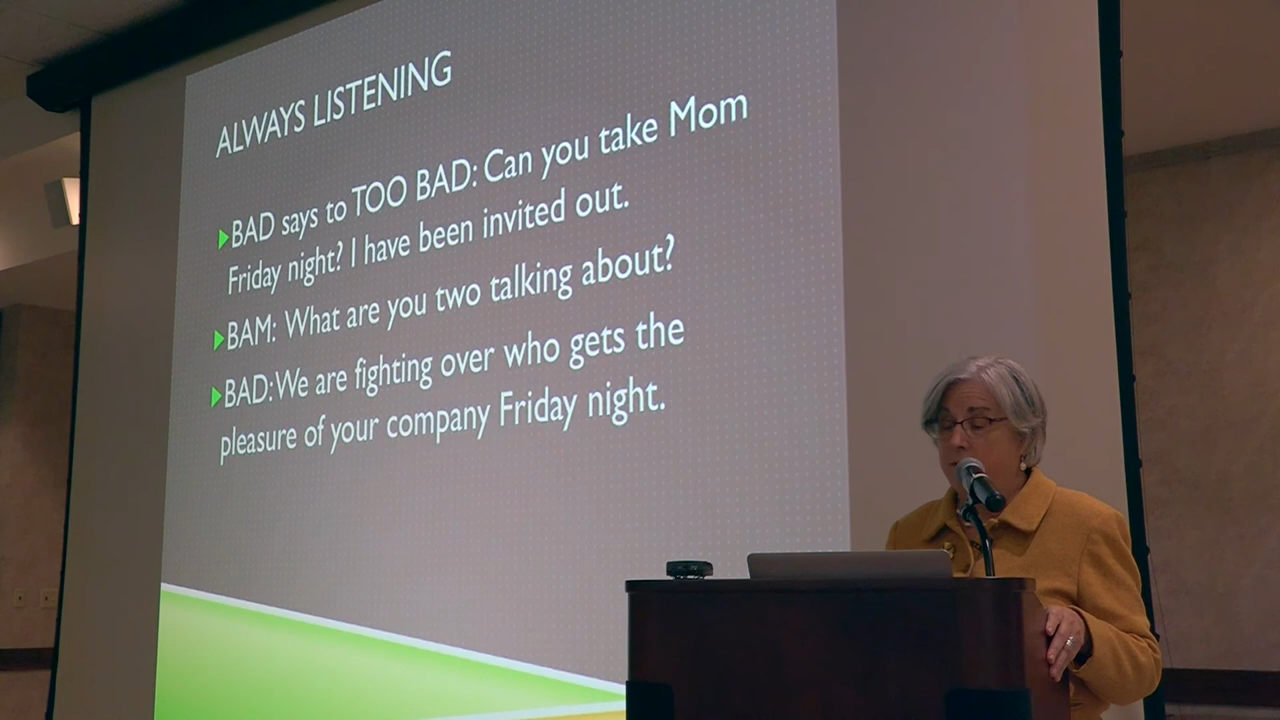 ALWAYS LISTENING
BAD says to TOO BAD: Can you take Mom
Friday night? I have been invited out.
BAM: What are you two talking about?
BAD: We are fighting over who gets the
pleasure of your company Friday night.